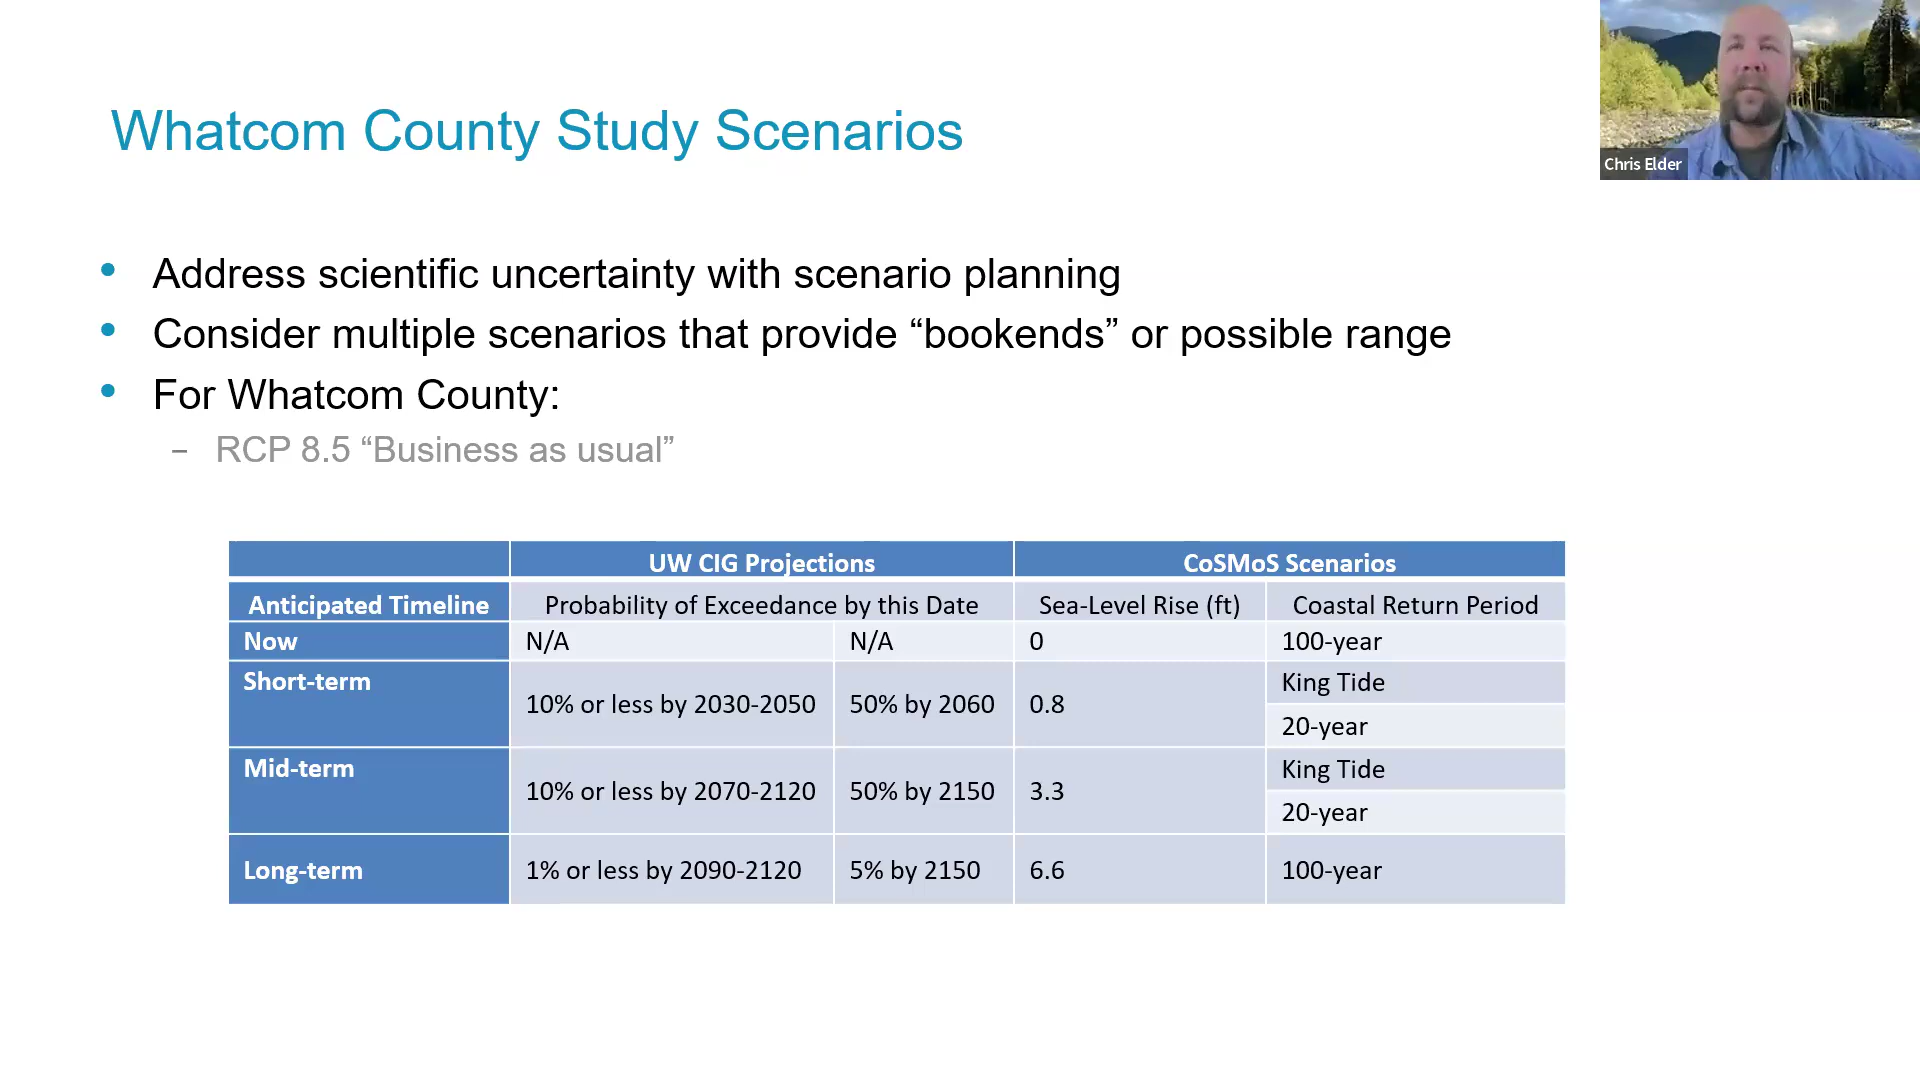 Whatcom County Study Scenarios
Chris Elder
• Address scientific uncertainty with scenario planning
• Consider multiple scenarios that provide “bookends” or possible range
• For Whatcom County:
– RCP 8.5 “Business as usual”
UW CIG Projections CoSMoS Scenarios
Anticipated Timeline Probability of Exceedance by this Date Sea-Level Rise (ft) Coastal Return Period
Now N/A N/A 0 100-year
Short-term 10% or less by 2030-2050 50% by 2060 0.8 King Tide
20-year
Mid-term 10% or less by 2070-2120 50% by 2150 3.3 King Tide
20-year
Long-term 1% or less by 2090-2120 5% by 2150 6.6 100-year